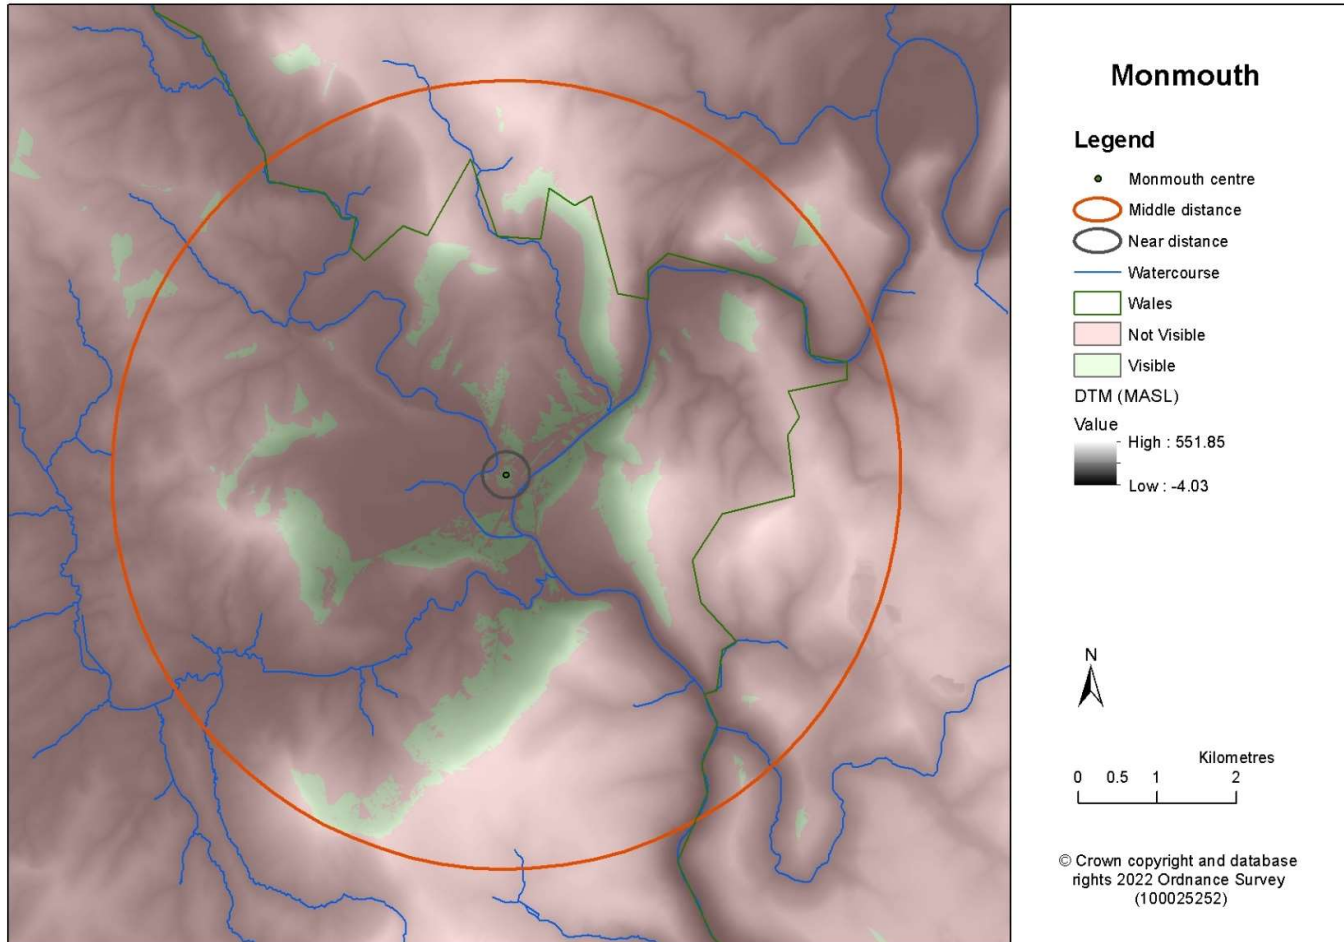 Monmouth
Legend
Monmouth centre
Middle distance
Near distance
Watercourse
Wales
Not Visible
Visible
DTM (MASL)
Value
High : 551.85
Low : -4.03
N
Kilometres
0 0.5 1 2
© Crown copyright and database
rights 2022 Ordnance Survey
(100025252)